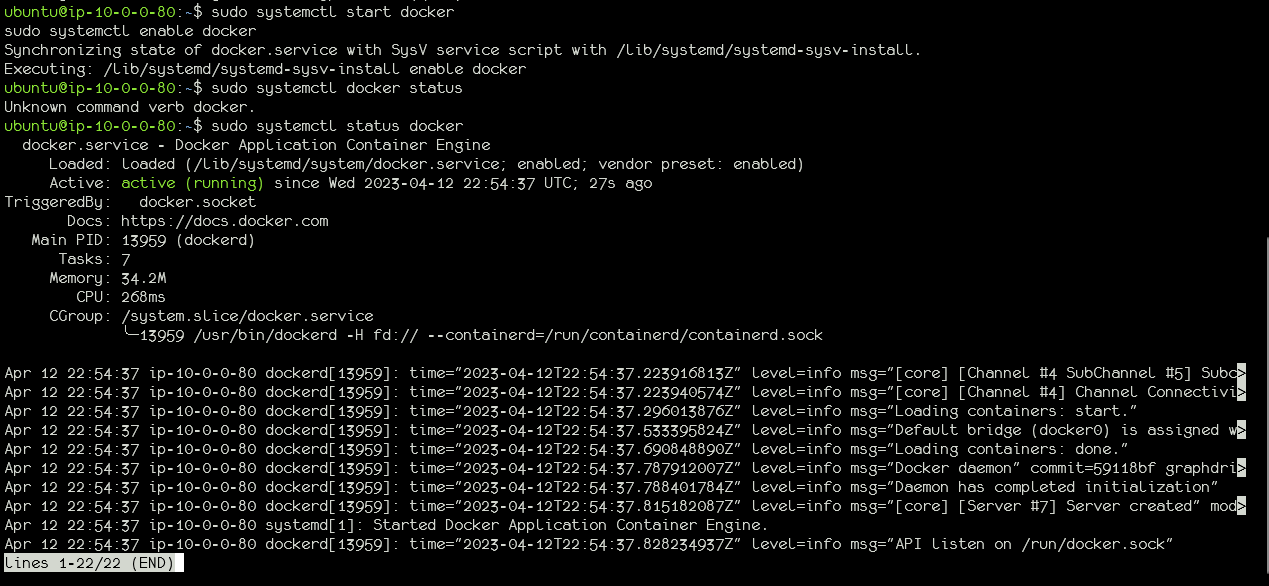 ubuntu@ip-10-0-0-80:~$ sudo systemctl start docker
sudo systemctl enable docker
Synchronizing state of docker.service with SysV service script with /lib/systemd/systemd-sysv-install.
Executing: /lib/systemd/systemd-sysv-install enable docker
ubuntu@ip-10-0-0-80:~$ sudo systemctl docker status
Unknown command verb docker.
ubuntu@ip-10-0-0-80:~$ sudo systemctl status docker
docker.service - Docker Application Container Engine
Loaded: loaded (/lib/systemd/system/docker.service; enabled; vendor preset: enabled)
Active: active (running) since Wed 2023-04-12 22:54:37 UTC; 27s ago
TriggeredBy: docker.socket
Docs: https://docs.docker.com
Main PID: 13959 (dockerd)
Tasks: 7
Memory: 34.2M
CPU: 268ms
CGroup: /system.slice/docker.service
└─13959 /usr/bin/dockerd -H fd:// --containerd=/run/containerd/containerd.sock
Apr 12 22:54:37 ip-10-0-0-80 dockerd[13959]: time="2023-04-12T22:54:37.223916813Z" level=info msg="[core] [Channel #4 SubChannel #5] Subc>
Apr 12 22:54:37 ip-10-0-0-80 dockerd[13959]: time="2023-04-12T22:54:37.223940574Z" level=info msg="[core] [Channel #4] Channel Connectivi>
Apr 12 22:54:37 ip-10-0-0-80 dockerd[13959]: time="2023-04-12T22:54:37.296013876Z" level=info msg="Loading containers: start."
Apr 12 22:54:37 ip-10-0-0-80 dockerd[13959]: time="2023-04-12T22:54:37.533395824Z" level=info msg="Default bridge (docker0) is assigned w>
Apr 12 22:54:37 ip-10-0-0-80 dockerd[13959]: time="2023-04-12T22:54:37.690848890Z" level=info msg="Loading containers: done."
Apr 12 22:54:37 ip-10-0-0-80 dockerd[13959]: time="2023-04-12T22:54:37.787912007Z" level=info msg="Docker daemon" commit=59118bf graphdri>
Apr 12 22:54:37 ip-10-0-0-80 dockerd[13959]: time="2023-04-12T22:54:37.788401784Z" level=info msg="Daemon has completed initialization"
Apr 12 22:54:37 ip-10-0-0-80 dockerd[13959]: time="2023-04-12T22:54:37.815182087Z" level=info msg="[core] [Server #7] Server created" mod>
Apr 12 22:54:37 ip-10-0-0-80 systemd[1]: Started Docker Application Container Engine.
Apr 12 22:54:37 ip-10-0-0-80 dockerd[13959]: time="2023-04-12T22:54:37.828234937Z" level=info msg="API listen on /run/docker.sock"
lines 1-22/22 (END)